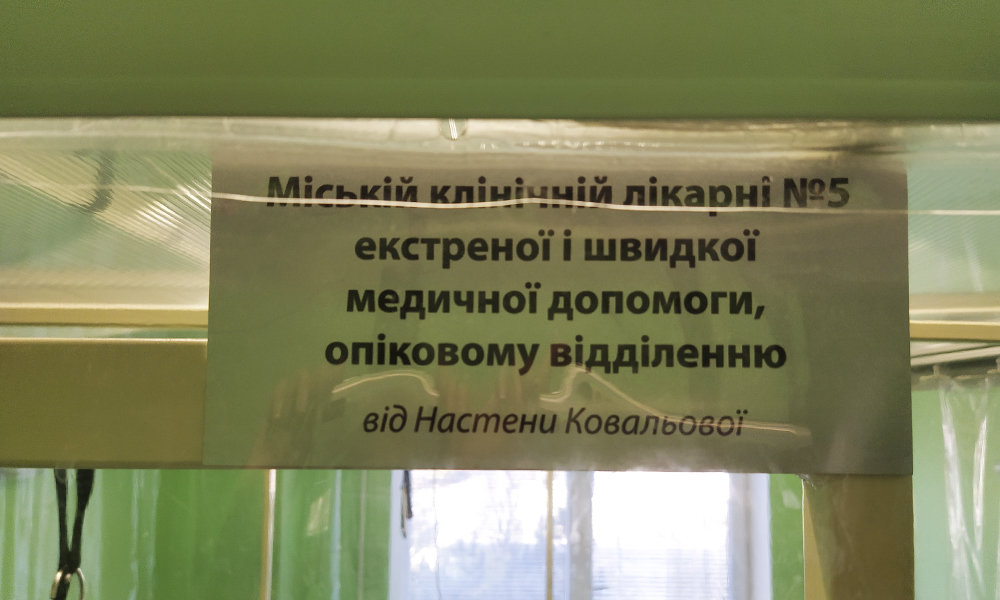 Міській клінічній лікарні №5
екстреної і швидкої
медичної допомоги,
опіковому відділенню
від Настени Ковальової